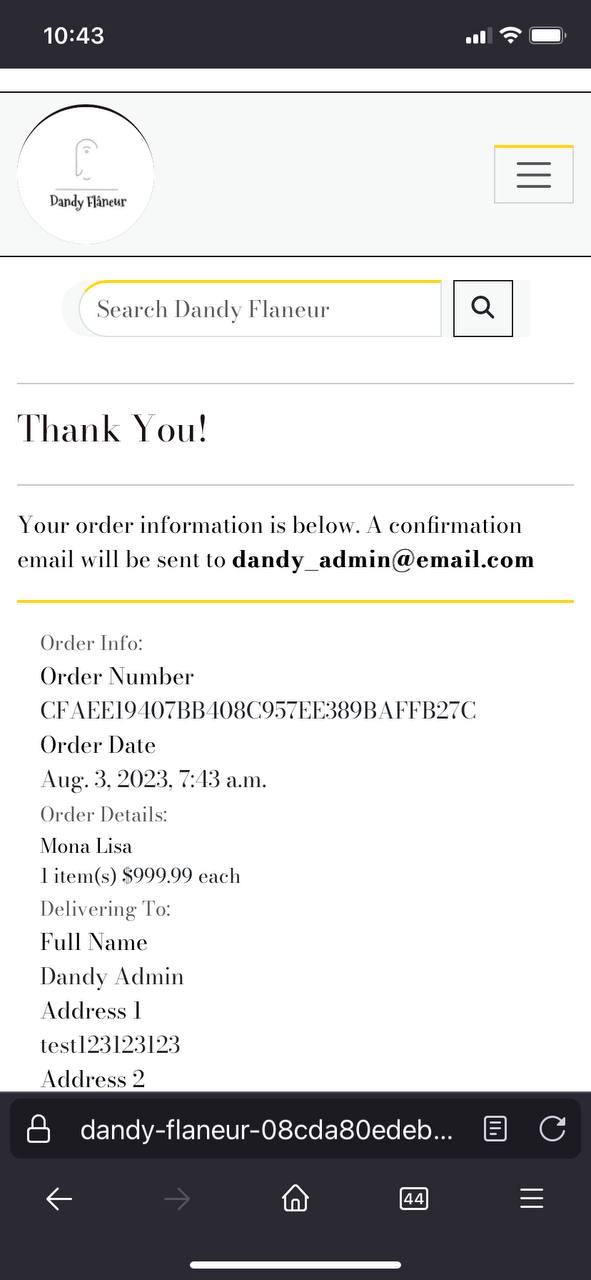 10:43
Dandy Flâneur
Search Dandy Flaneur
Thank You!
Your order information is below. A confirmation
email will be sent to dandy_admin@email.com
Order Info:
Order Number
CFAEE19407BB408C957EE389BAFFB27C
Order Date
Aug. 3, 2023, 7:43 a.m.
Order Details:
Mona Lisa
1 item(s) $999.99 each
Delivering To:
Full Name
Dandy Admin
Address 1
test123123123
Address 2
dandy-flaneur-08cda80edeb...
44